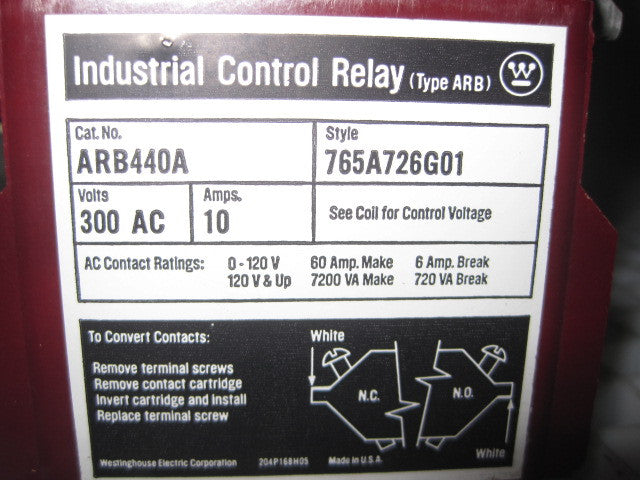 Industrial Control Relay (Type ARB) W
Cat. No.
ARB440A
Style
765A726G01
Volts
300 AC
Amps.
10
See Coil for Control Voltage
AC Contact Ratings: 0-120 V 60 Amp. Make 6 Amp. Break
120 V & Up 7200 VA Make 720 VA Break
To Convert Contacts:
Remove terminal screws
Remove contact cartridge
Invert cartridge and install
Replace terminal screw
White
N.C.
N.O.
White
Westinghouse Electric Corporation 204P168H05 Made in U.S.A.